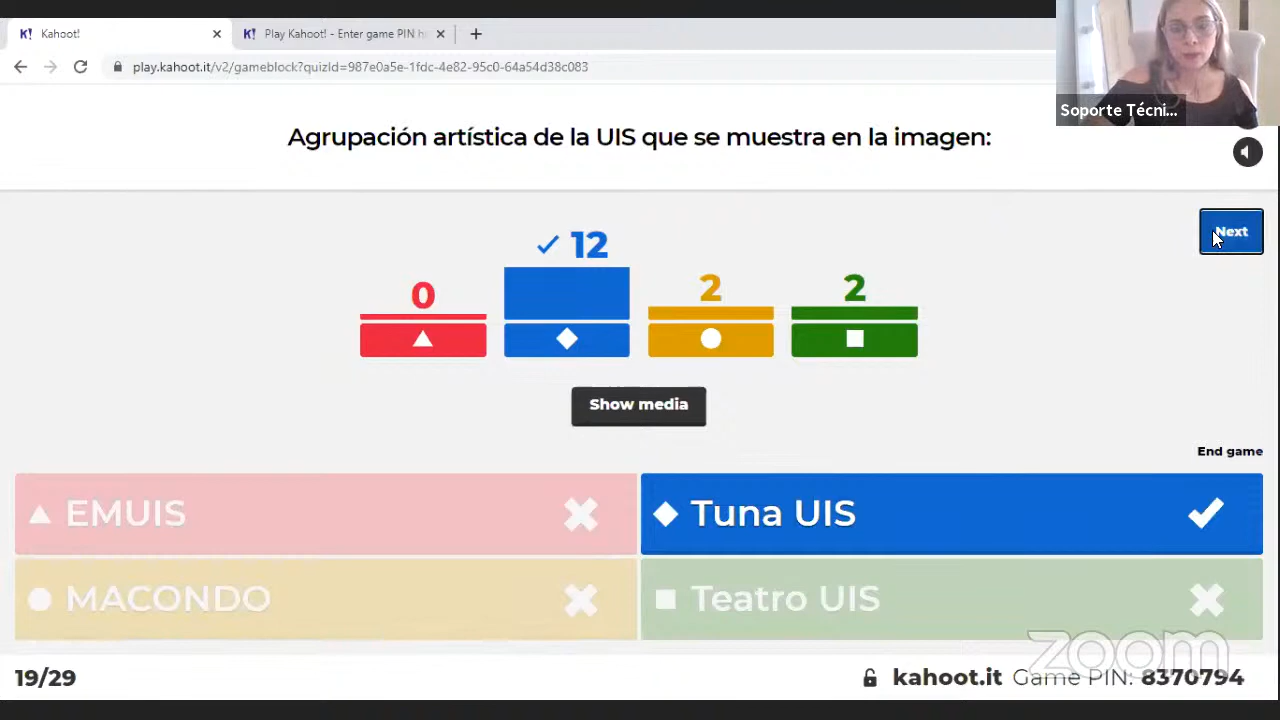 K! Kahoot!
K! Play Kahoot! - Enter game PIN h
play.kahoot.it/v2/gameblock?quizId=987e0a5e-1fdc-4e82-95c0-64a54d38c083
Soporte Técni...
Agrupación artística de la UIS que se muestra en la imagen:
Next
0
12
2
2
Show media
End game
EMUIS
Tuna UIS
MACONDO
Teatro UIS
zoom
19/29
kahoot.it Game PIN: 8370794